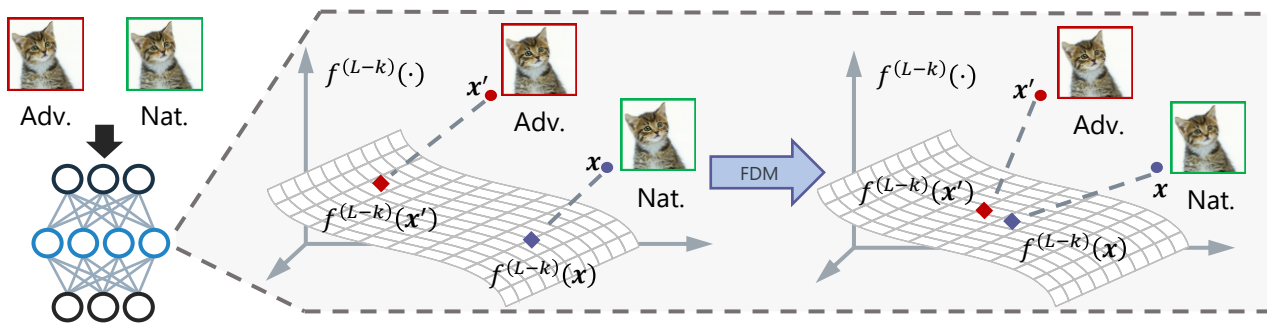 Adv.
Nat.
f^(L−k)(·)
x′
Adv.
x
Nat.
f^(L−k)(x′)
f^(L−k)(x)
FDM
f^(L−k)(·)
x′
Adv.
x
Nat.
f^(L−k)(x′)
f^(L−k)(x)